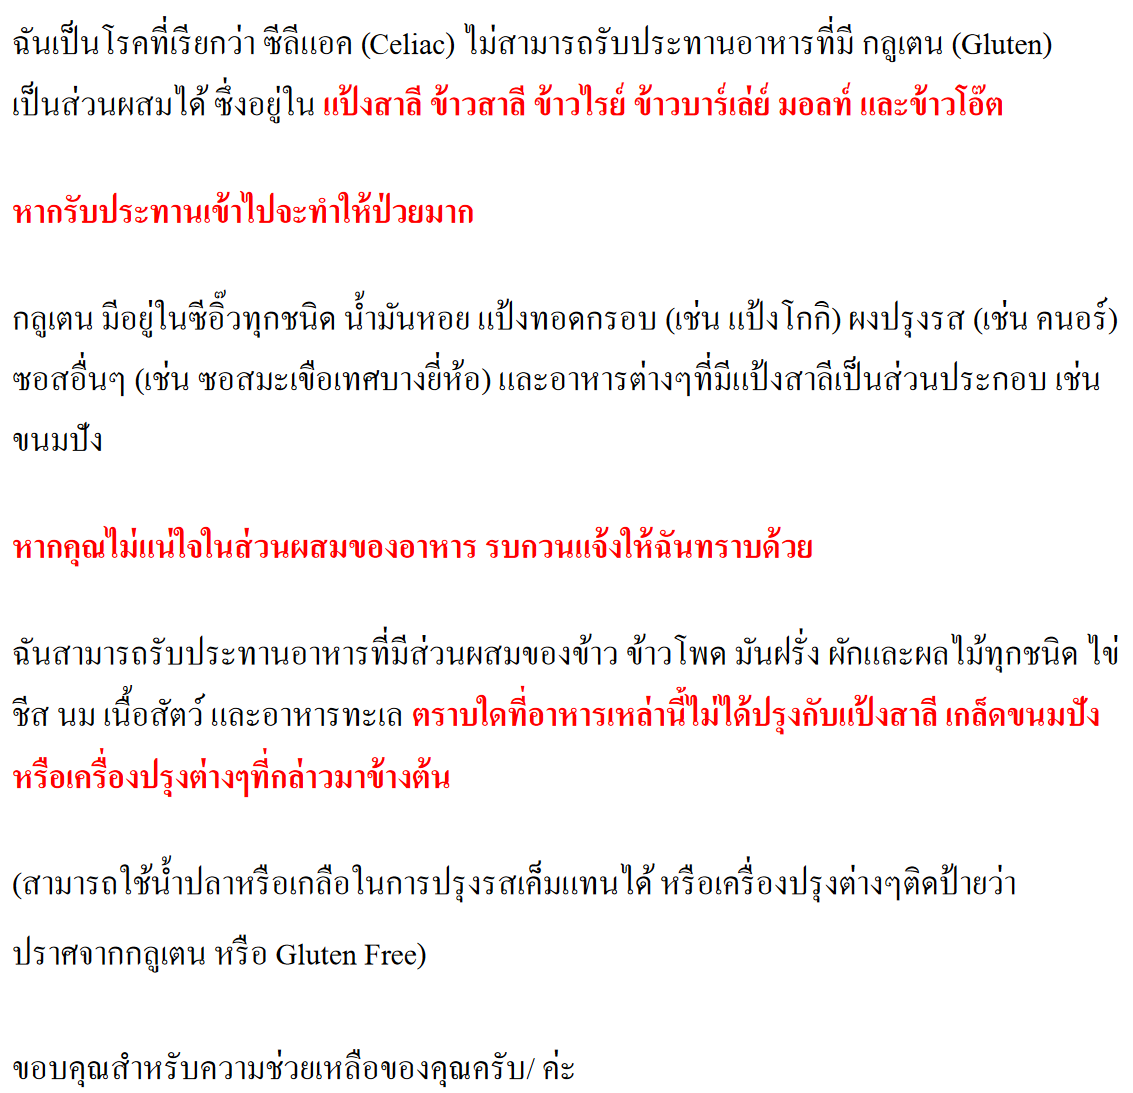 ฉันเป็นโรคที่เรียกว่า ซีลีแอค (Celiac) ไม่สามารถรับประทานอาหารที่มี กลูเตน (Gluten)
เป็นส่วนผสมได้ ซึ่งอยู่ใน แป้งสาลี ข้าวสาลี ข้าวไรย์ ข้าวบาร์เล่ย์ มอลท์ และข้าวโอ๊ต
หากรับประทานเข้าไปจะทำให้ป่วยมาก
กลูเตน มีอยู่ในซีอิ๊วทุกชนิด น้ำมันหอย แป้งทอดกรอบ (เช่น แป้งโกกิ) ผงปรุงรส (เช่น คนอร์)
ซอสอื่นๆ (เช่น ซอสมะเขือเทศบางยี่ห้อ) และอาหารต่างๆที่มีแป้งสาลีเป็นส่วนประกอบ เช่น
ขนมปัง
หากคุณไม่แน่ใจในส่วนผสมของอาหาร รบกวนแจ้งให้ฉันทราบด้วย
ฉันสามารถรับประทานอาหารที่มีส่วนผสมของข้าว ข้าวโพด มันฝรั่ง ผักและผลไม้ทุกชนิด ไข่
ชีส นม เนื้อสัตว์ และอาหารทะเล ตราบใดที่อาหารเหล่านี้ไม่ได้ปรุงกับแป้งสาลี เกล็ดขนมปัง
หรือเครื่องปรุงต่างๆที่กล่าวมาข้างต้น
(สามารถใช้น้ำปลาหรือเกลือในการปรุงรสเค็มแทนได้ หรือเครื่องปรุงต่างๆติดป้ายว่า
ปราศจากกลูเตน หรือ Gluten Free)
ขอบคุณสำหรับความช่วยเหลือของคุณครับ/ ค่ะ